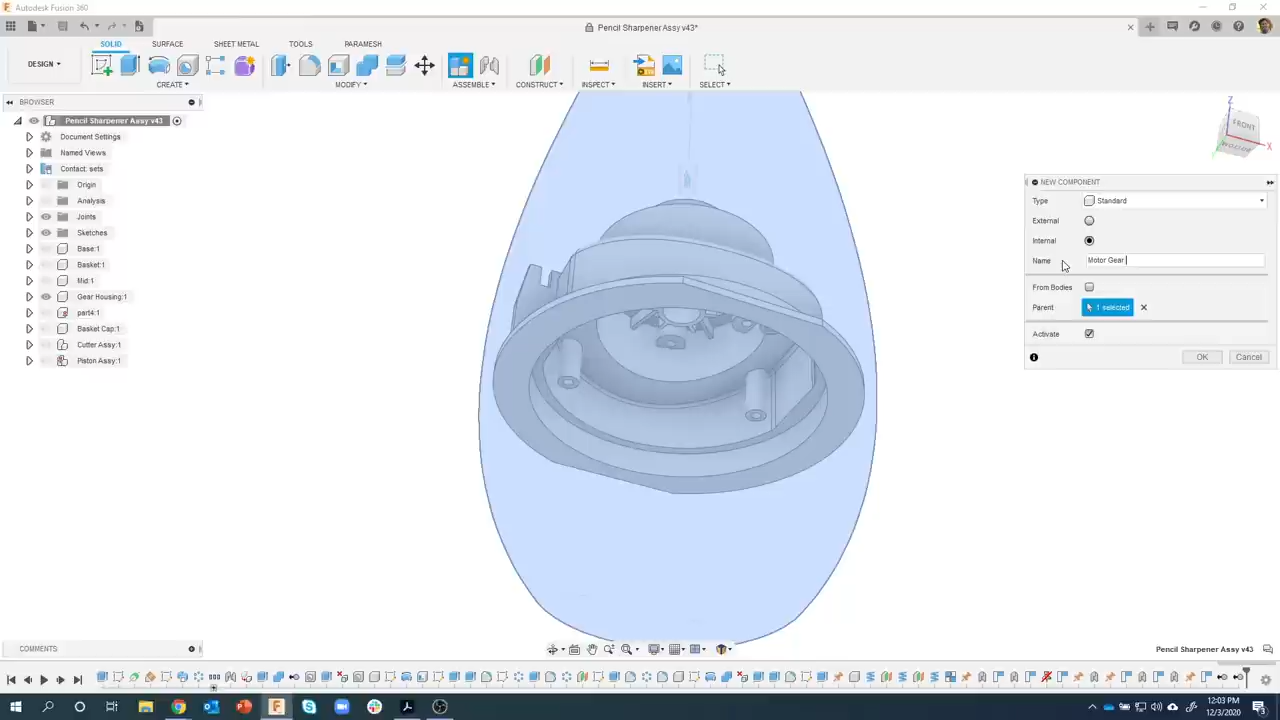 Autodesk Fusion 360
Pencil Sharpener Assy v43*
SOLID
SURFACE
SHEET METAL
TOOLS
PARAMESH
DESIGN
CREATE
MODIFY
ASSEMBLE
CONSTRUCT
INSPECT
INSERT
SELECT
BROWSER
Pencil Sharpener Assy v43
Document Settings
Named Views
Contact: sets
Origin
Analysis
Joints
Sketches
Base:1
Basket:1
Mid:1
Gear Housing:1
part4:1
Basket Cap:1
Cutter Assy:1
Piston Assy:1
Z
FRONT
X
NEW COMPONENT
Type Standard
External
Internal
Name Motor Gear
From Bodies
Parent 1 selected
Activate
OK Cancel
COMMENTS
Pencil Sharpener Assy v43
12:03 PM
12/3/2020